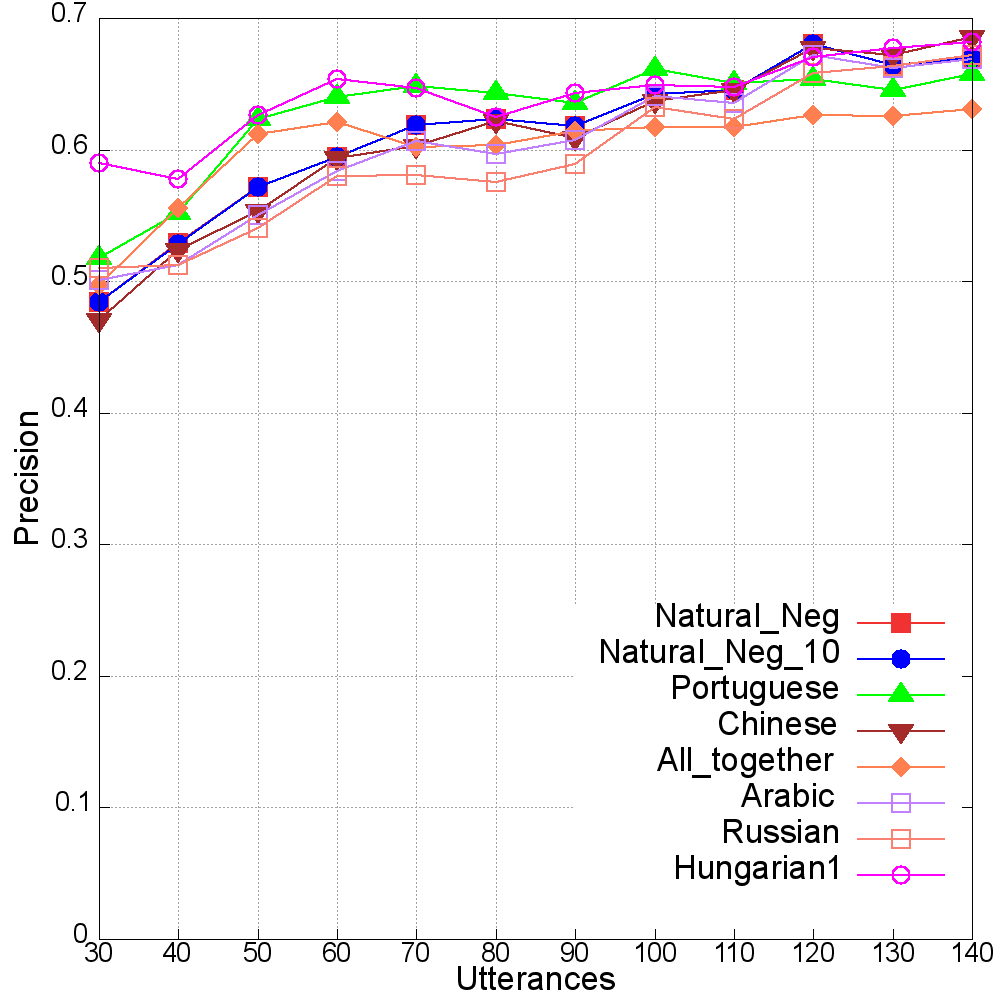 0.7
0.6
0.5
0.4
0.3
0.2
0.1
0
Precision
Natural_Neg
Natural_Neg_10
Portuguese
Chinese
All_together
Arabic
Russian
Hungarian1
30 40 50 60 70 80 90 100 110 120 130 140
Utterances